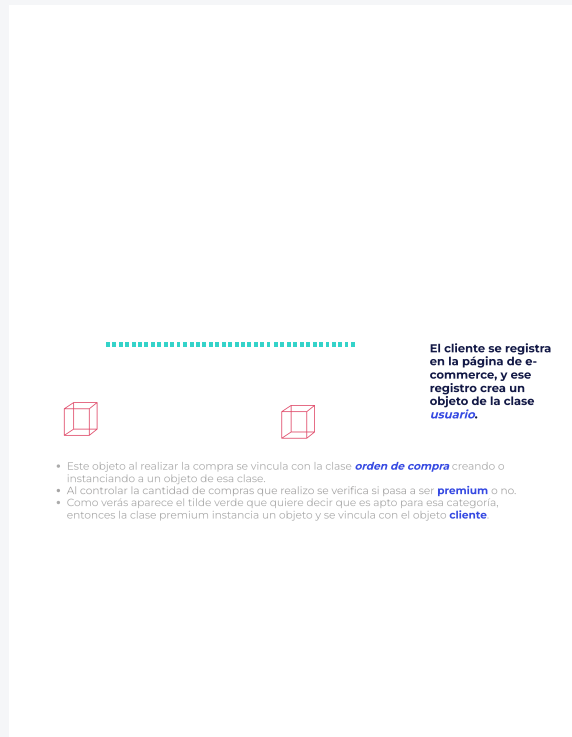 El cliente se registra
en la página de e-
commerce, y ese
registro crea un
objeto de la clase
usuario.
• Este objeto al realizar la compra se vincula con la clase orden de compra creando o
instanciando a un objeto de esa clase.
• Al controlar la cantidad de compras que realizo se verifica si pasa a ser premium o no.
• Como verás aparece el tilde verde que quiere decir que es apto para esa categoría,
entonces la clase premium instancia un objeto y se vincula con el objeto cliente.